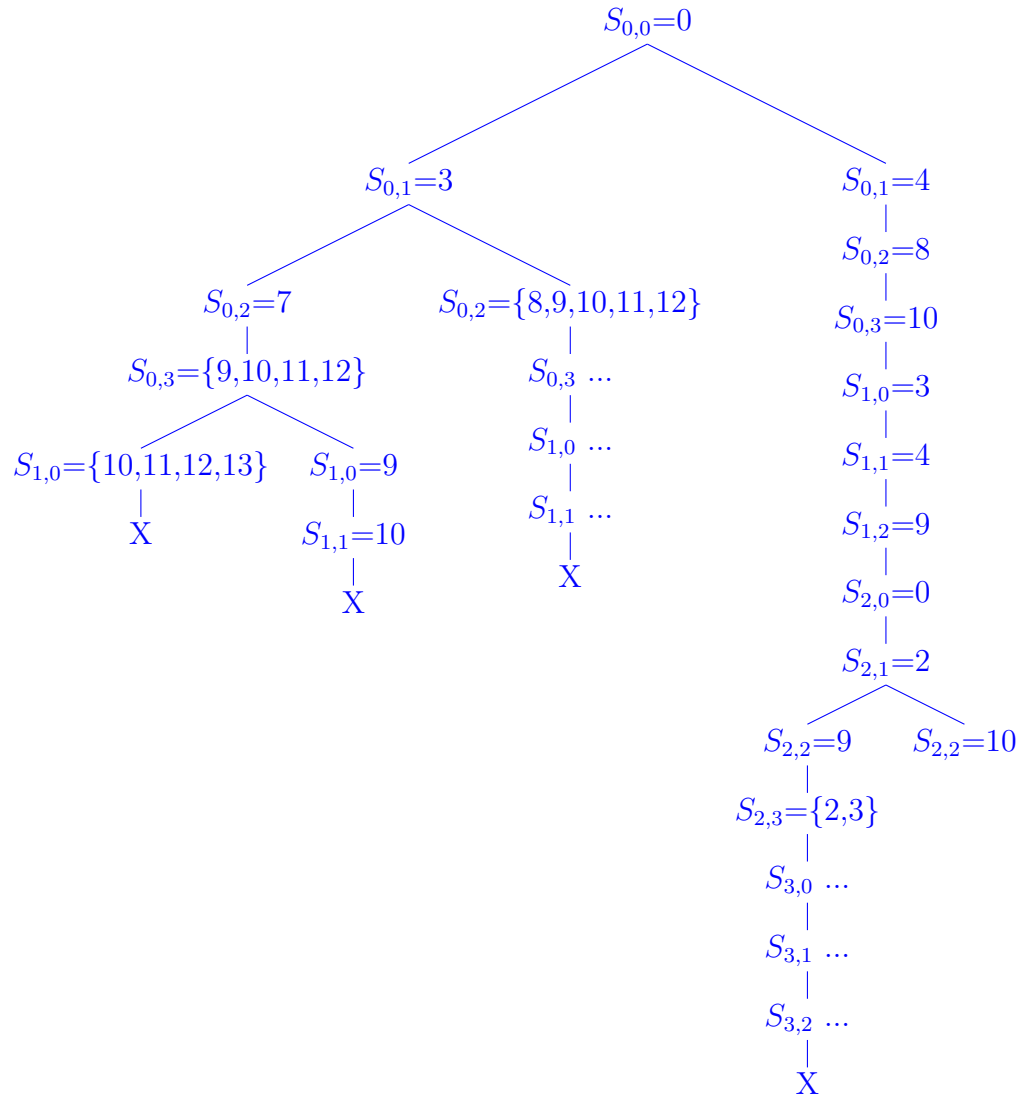 S₀,₀=0
S₀,₁=3 S₀,₁=4
S₀,₂=8
S₀,₂=7 S₀,₂={8,9,10,11,12}
S₀,₃=10
S₀,₃={9,10,11,12} S₀,₃ ...
S₁,₀=3
S₁,₀ ...
S₁,₀={10,11,12,13} S₁,₀=9 S₁,₁=4
S₁,₁ ...
X S₁,₁=10 S₁,₂=9
X
X S₂,₀=0
S₂,₁=2
S₂,₂=9 S₂,₂=10
S₂,₃={2,3}
S₃,₀ ...
S₃,₁ ...
S₃,₂ ...
X